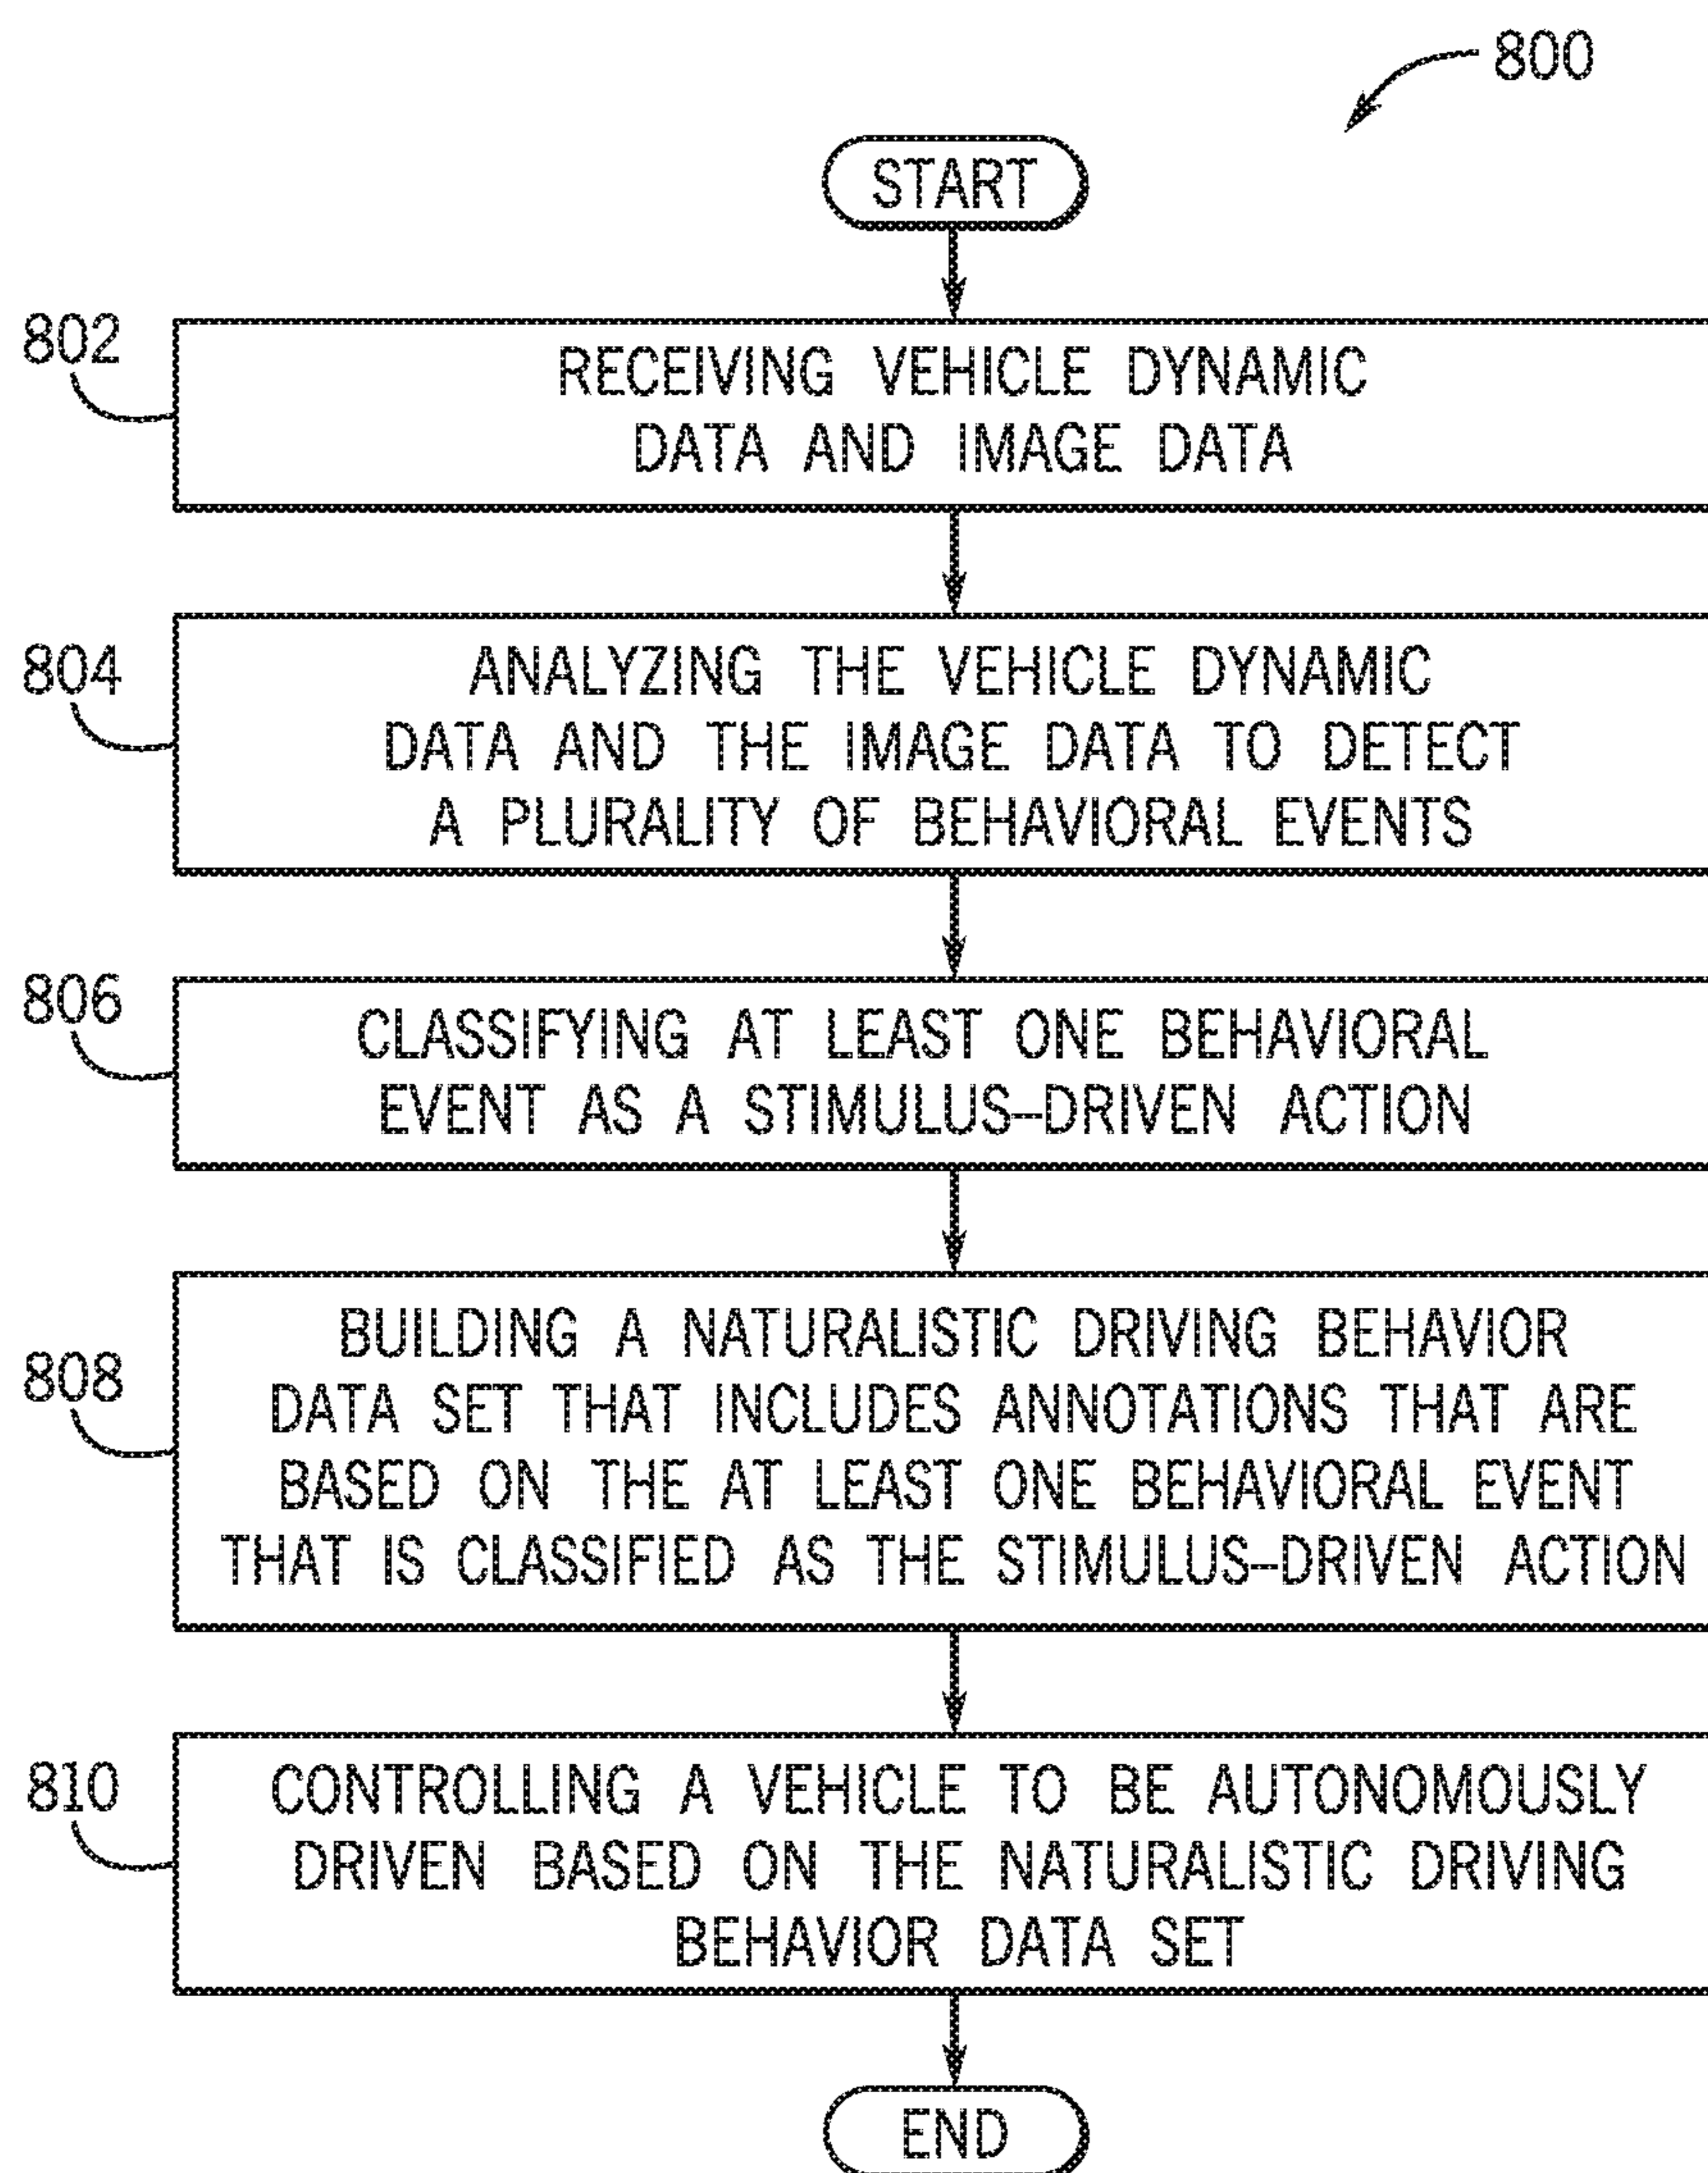 800
START
802
RECEIVING VEHICLE DYNAMIC
DATA AND IMAGE DATA
804
ANALYZING THE VEHICLE DYNAMIC
DATA AND THE IMAGE DATA TO DETECT
A PLURALITY OF BEHAVIORAL EVENTS
806
CLASSIFYING AT LEAST ONE BEHAVIORAL
EVENT AS A STIMULUS-DRIVEN ACTION
808
BUILDING A NATURALISTIC DRIVING BEHAVIOR
DATA SET THAT INCLUDES ANNOTATIONS THAT ARE
BASED ON THE AT LEAST ONE BEHAVIORAL EVENT
THAT IS CLASSIFIED AS THE STIMULUS-DRIVEN ACTION
810
CONTROLLING A VEHICLE TO BE AUTONOMOUSLY
DRIVEN BASED ON THE NATURALISTIC DRIVING
BEHAVIOR DATA SET
END